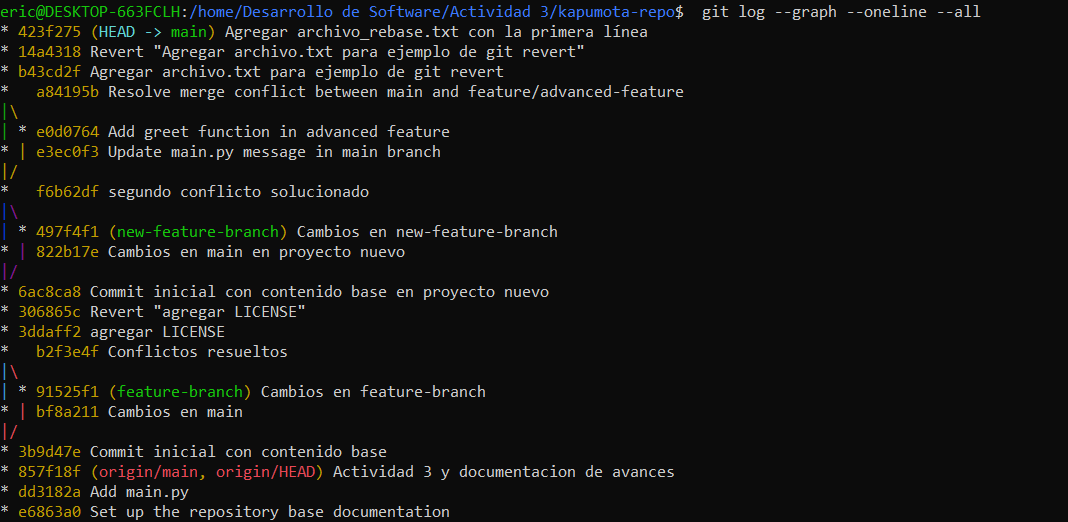 eric@DESKTOP-663FCLH:/home/Desarrollo de Software/Actividad 3/kapumota-repo$  git log --graph --oneline --all
* 423f275 (HEAD -> main) Agregar archivo_rebase.txt con la primera línea
* 14a4318 Revert "Agregar archivo.txt para ejemplo de git revert"
* b43cd2f Agregar archivo.txt para ejemplo de git revert
*   a84195b Resolve merge conflict between main and feature/advanced-feature
|\
| * e0d0764 Add greet function in advanced feature
* | e3ec0f3 Update main.py message in main branch
|/
*   f6b62df segundo conflicto solucionado
|\
| * 497f4f1 (new-feature-branch) Cambios en new-feature-branch
* | 822b17e Cambios en main en proyecto nuevo
|/
* 6ac8ca8 Commit inicial con contenido base en proyecto nuevo
* 306865c Revert "agregar LICENSE"
* 3ddaff2 agregar LICENSE
*   b2f3e4f Conflictos resueltos
|\
| * 91525f1 (feature-branch) Cambios en feature-branch
* | bf8a211 Cambios en main
|/
* 3b9d47e Commit inicial con contenido base
* 857f18f (origin/main, origin/HEAD) Actividad 3 y documentacion de avances
* dd3182a Add main.py
* e6863a0 Set up the repository base documentation